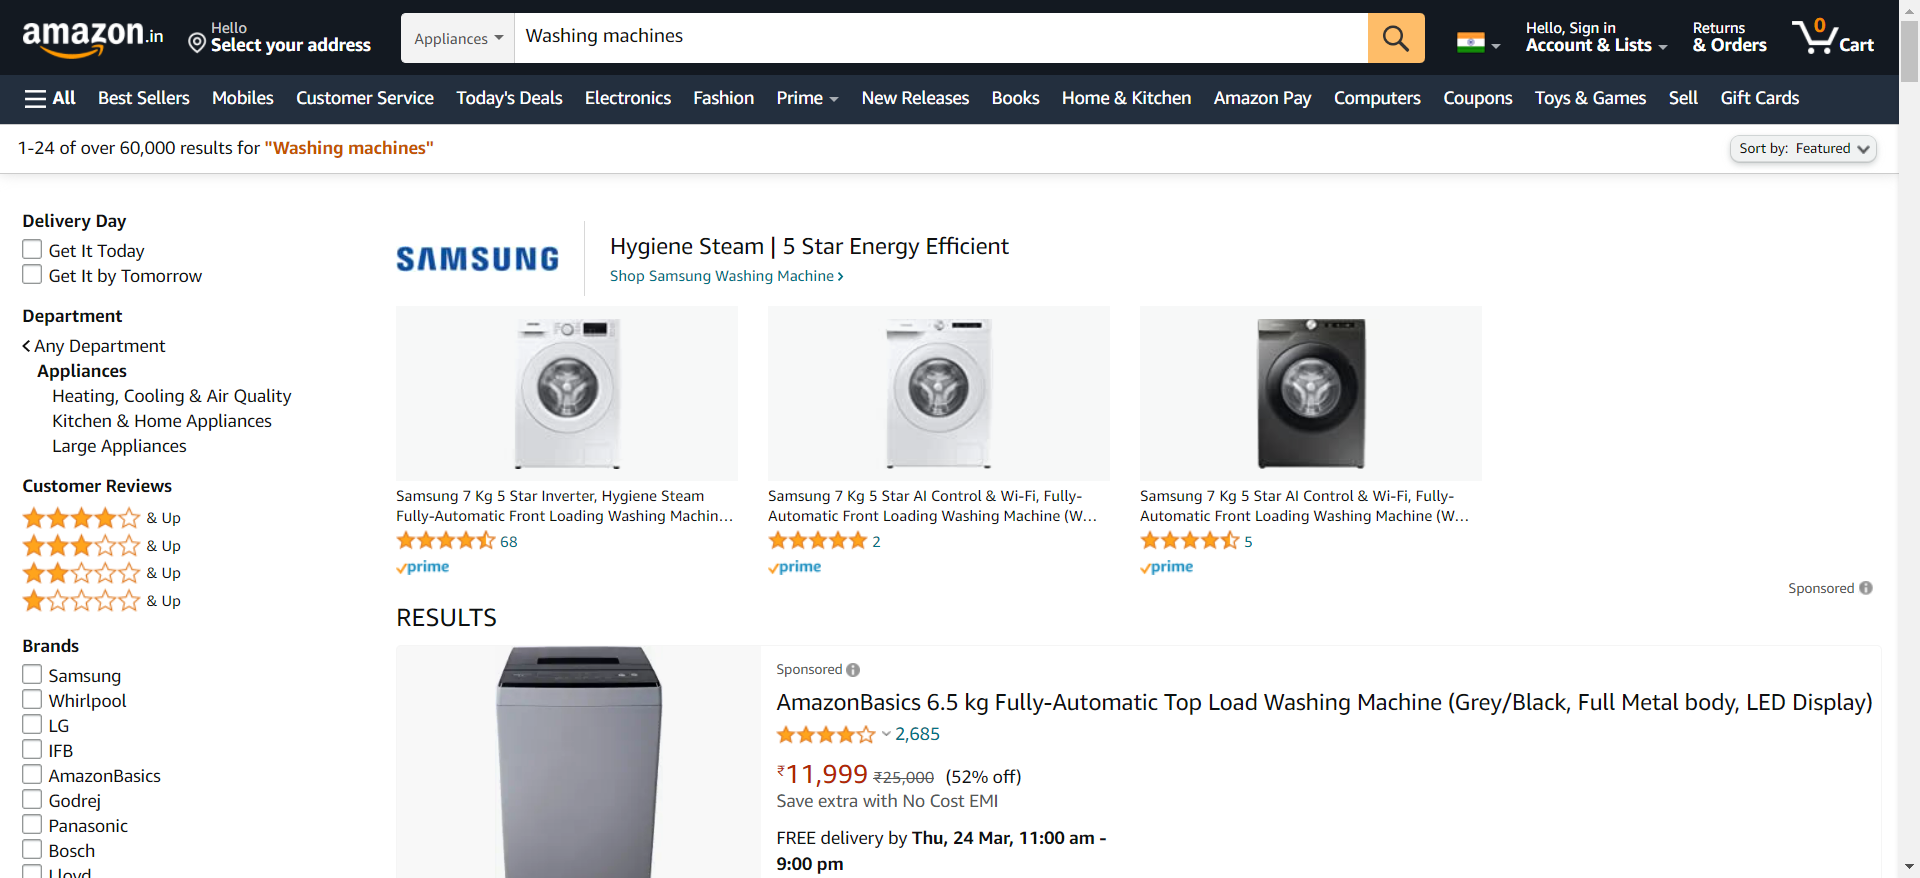 amazon.in
Hello
Select your address
Appliances
Washing machines
Hello, Sign in
Account & Lists
Returns
& Orders
0
Cart
All
Best Sellers
Mobiles
Customer Service
Today's Deals
Electronics
Fashion
Prime
New Releases
Books
Home & Kitchen
Amazon Pay
Computers
Coupons
Toys & Games
Sell
Gift Cards
1-24 of over 60,000 results for "Washing machines"
Sort by: Featured
Delivery Day
Get It Today
Get It by Tomorrow
Department
Any Department
Appliances
Heating, Cooling & Air Quality
Kitchen & Home Appliances
Large Appliances
Customer Reviews
& Up
& Up
& Up
& Up
Brands
Samsung
Whirlpool
LG
IFB
AmazonBasics
Godrej
Panasonic
Bosch
Lloyd
SAMSUNG
Hygiene Steam | 5 Star Energy Efficient
Shop Samsung Washing Machine ›
Samsung 7 Kg 5 Star Inverter, Hygiene Steam
Fully-Automatic Front Loading Washing Machin...
68
prime
Samsung 7 Kg 5 Star AI Control & Wi-Fi, Fully-
Automatic Front Loading Washing Machine (W...
2
prime
Samsung 7 Kg 5 Star AI Control & Wi-Fi, Fully-
Automatic Front Loading Washing Machine (W...
5
prime
Sponsored
RESULTS
Sponsored
AmazonBasics 6.5 kg Fully-Automatic Top Load Washing Machine (Grey/Black, Full Metal body, LED Display)
2,685
₹11,999 ₹25,000 (52% off)
Save extra with No Cost EMI
FREE delivery by Thu, 24 Mar, 11:00 am -
9:00 pm